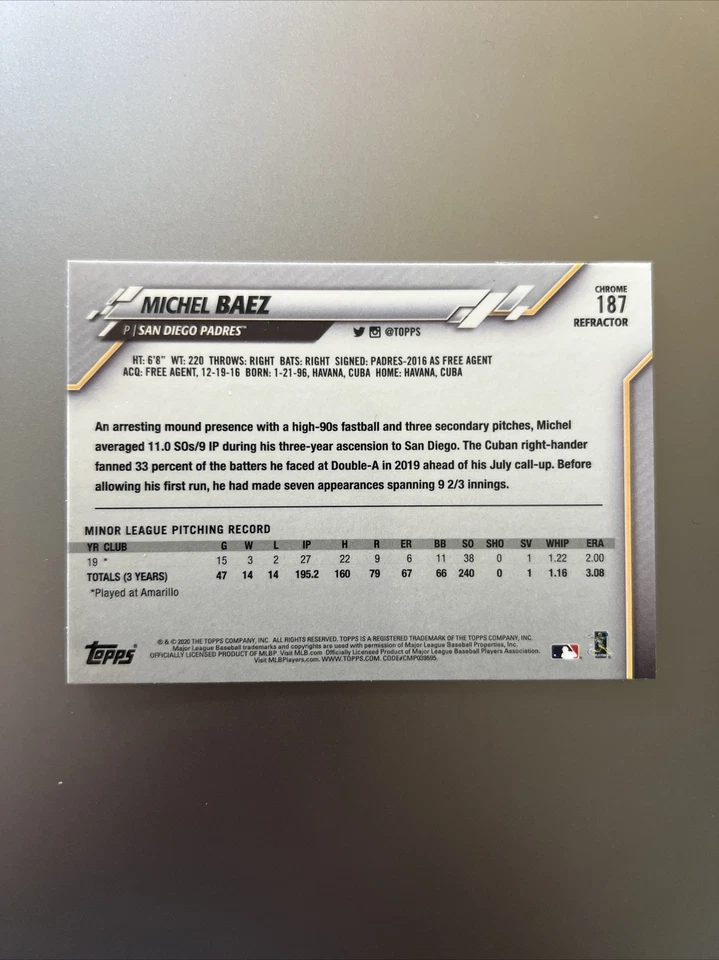 MICHEL BAEZ
CHROME
187
REFRACTOR
P | SAN DIEGO PADRES™
@TOPPS
HT: 6'8" WT: 220 THROWS: RIGHT BATS: RIGHT SIGNED: PADRES-2016 AS FREE AGENT
ACQ: FREE AGENT, 12-19-16 BORN: 1-21-96, HAVANA, CUBA HOME: HAVANA, CUBA
An arresting mound presence with a high-90s fastball and three secondary pitches, Michel
averaged 11.0 SOs/9 IP during his three-year ascension to San Diego. The Cuban right-hander
fanned 33 percent of the batters he faced at Double-A in 2019 ahead of his July call-up. Before
allowing his first run, he had made seven appearances spanning 9 2/3 innings.
MINOR LEAGUE PITCHING RECORD
YR CLUB G W L IP H R ER BB SO SHO SV WHIP ERA
19 * 15 3 2 27 22 9 6 11 38 0 1 1.22 2.00
TOTALS (3 YEARS) 47 14 14 195.2 160 79 67 66 240 0 1 1.16 3.08
*Played at Amarillo
Topps
® & © 2020 THE TOPPS COMPANY, INC. ALL RIGHTS RESERVED. TOPPS IS A REGISTERED TRADEMARK OF THE TOPPS COMPANY, INC.
Major League Baseball trademarks and copyrights are used with permission of Major League Baseball Properties, Inc.
OFFICIALLY LICENSED PRODUCT OF MLBP. Visit MLB.com Officially Licensed Product of Major League Baseball Players Association.
Visit MLBPlayers.com. WWW.TOPPS.COM. CODE#CMP039595.